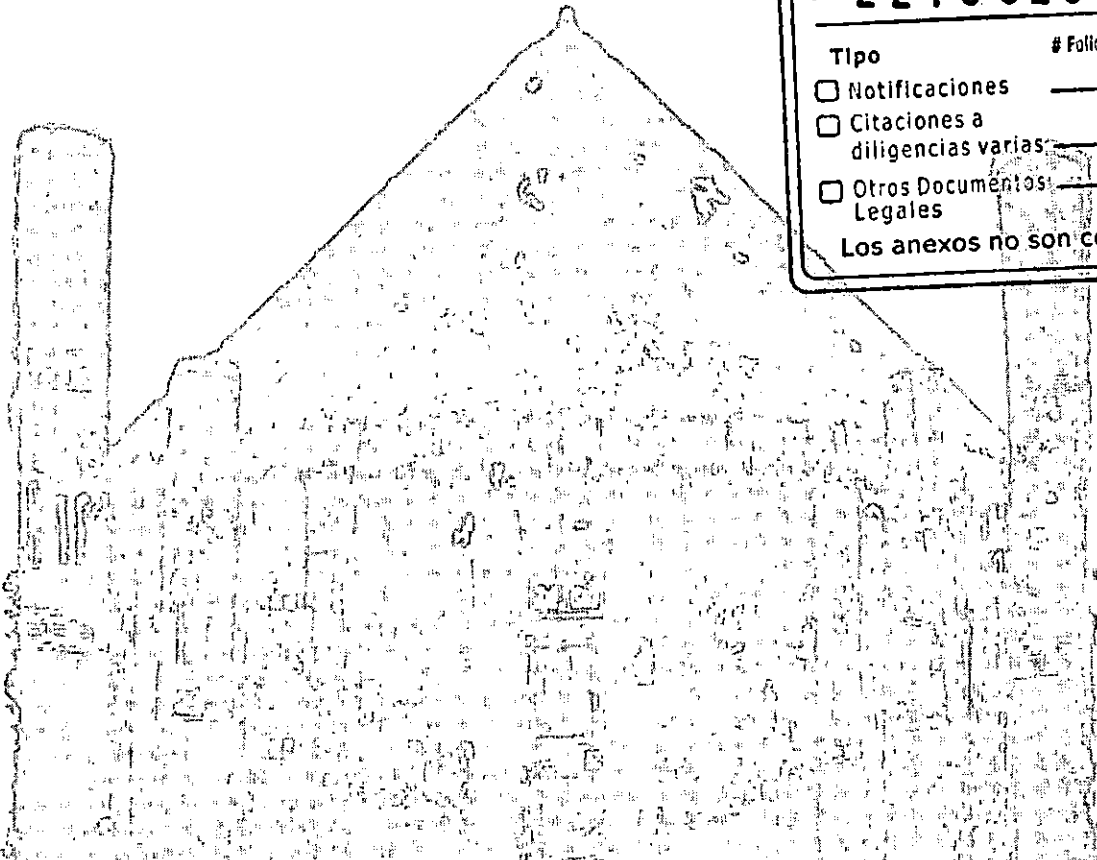 Tipo # Folio
Notificaciones
Citaciones a
diligencias varias
Otros Documentos
Legales
Los anexos no son